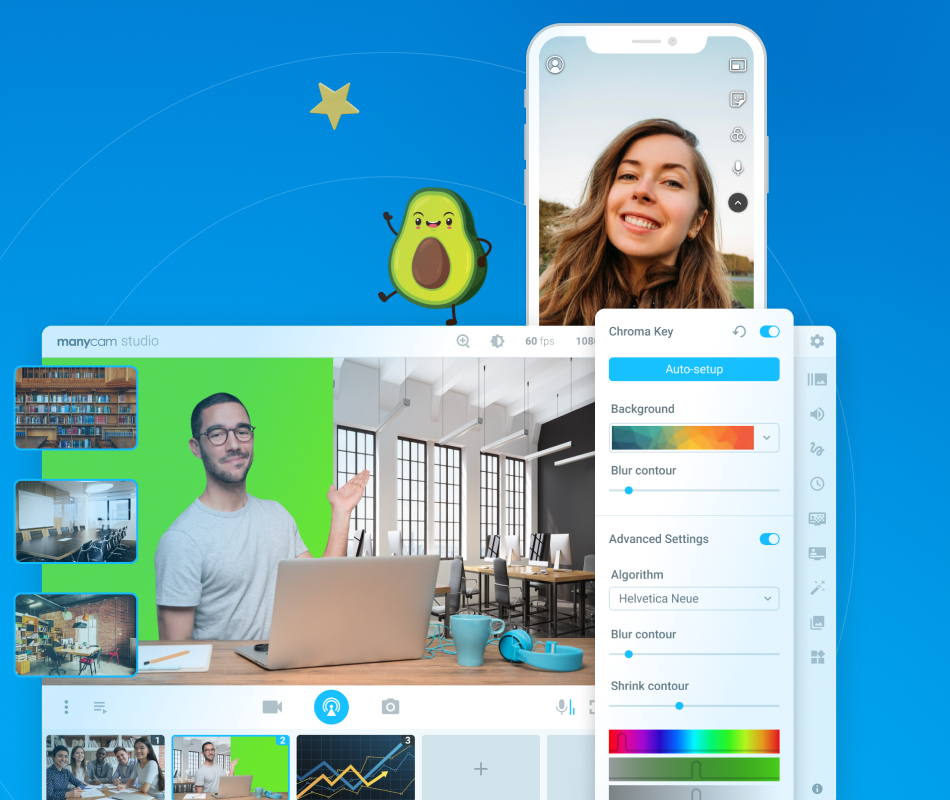 manycam studio
60 fps
108
Chroma Key
Auto-setup
Background
Blur contour
Advanced Settings
Algorithm
Helvetica Neue
Blur contour
Shrink contour
1
2
3